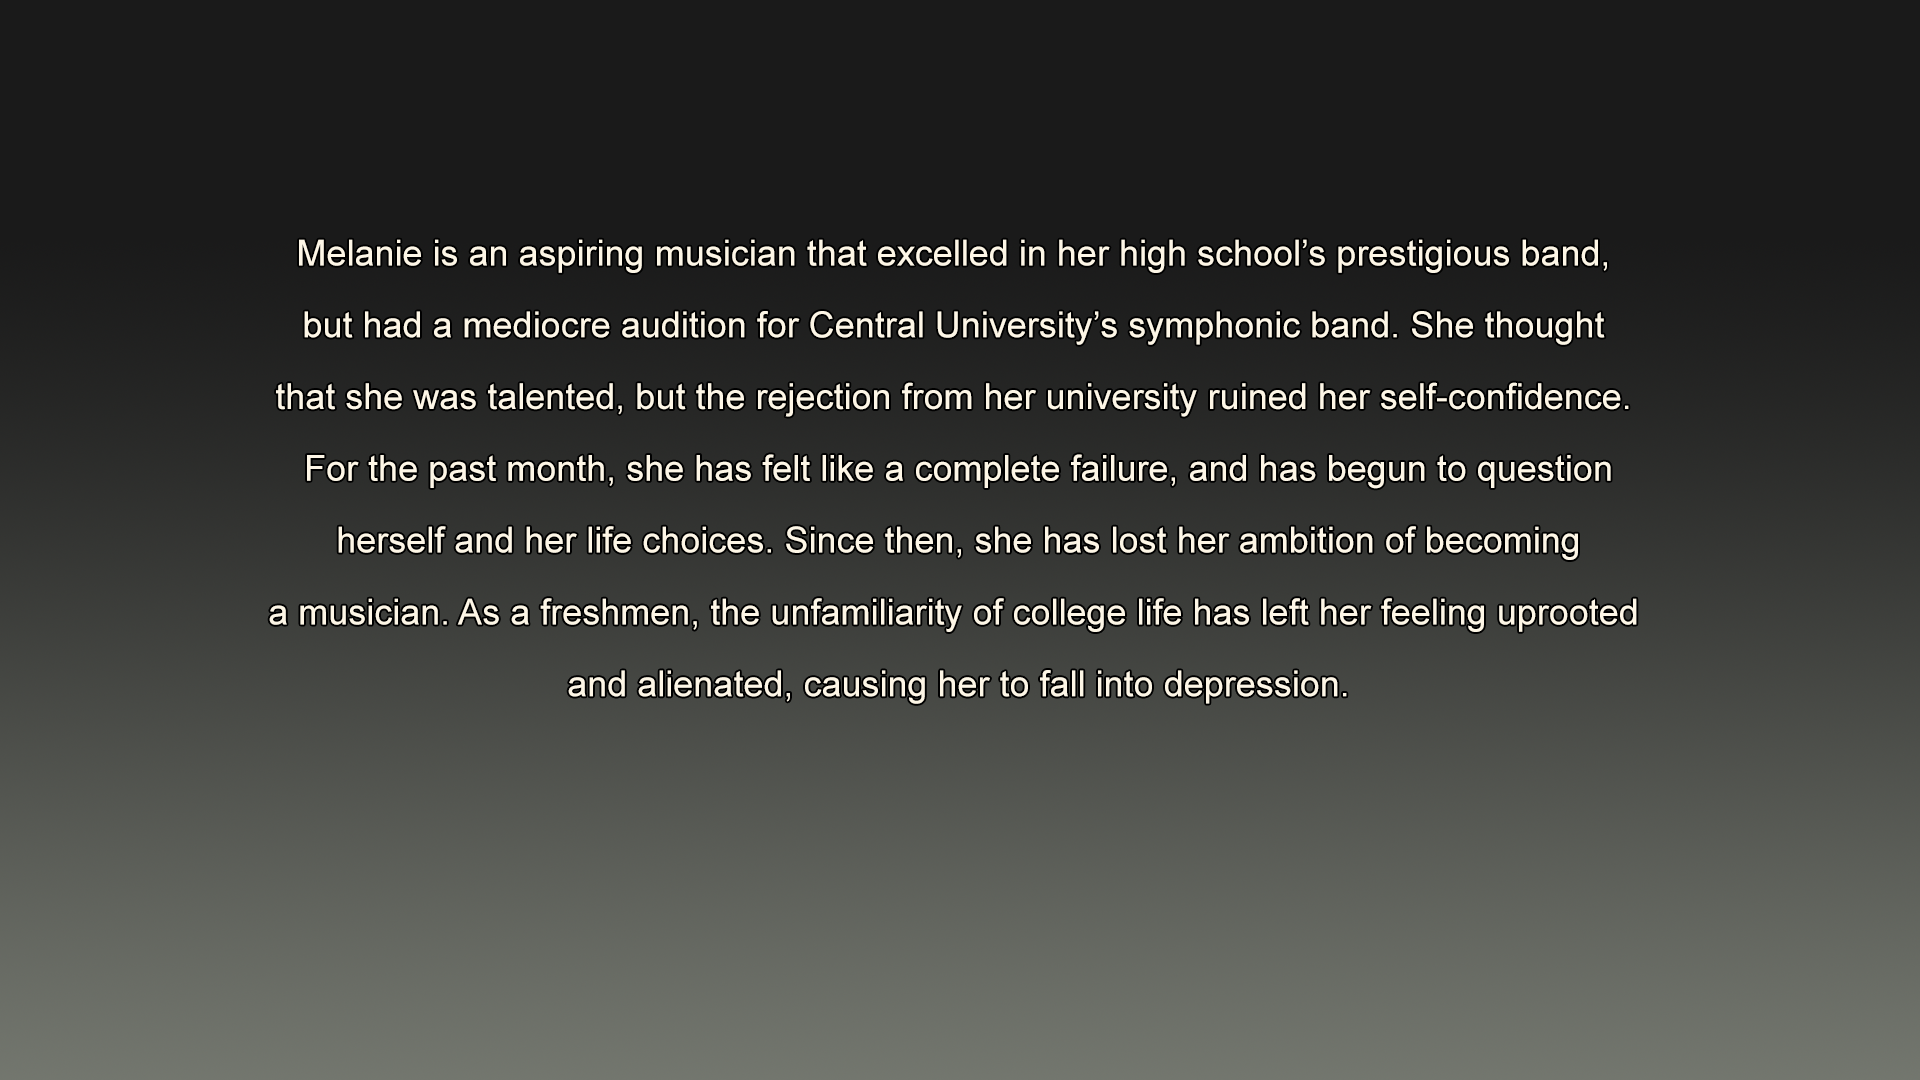 Melanie is an aspiring musician that excelled in her high school’s prestigious band,
but had a mediocre audition for Central University’s symphonic band. She thought
that she was talented, but the rejection from her university ruined her self-confidence.
For the past month, she has felt like a complete failure, and has begun to question
herself and her life choices. Since then, she has lost her ambition of becoming
a musician. As a freshmen, the unfamiliarity of college life has left her feeling uprooted
and alienated, causing her to fall into depression.